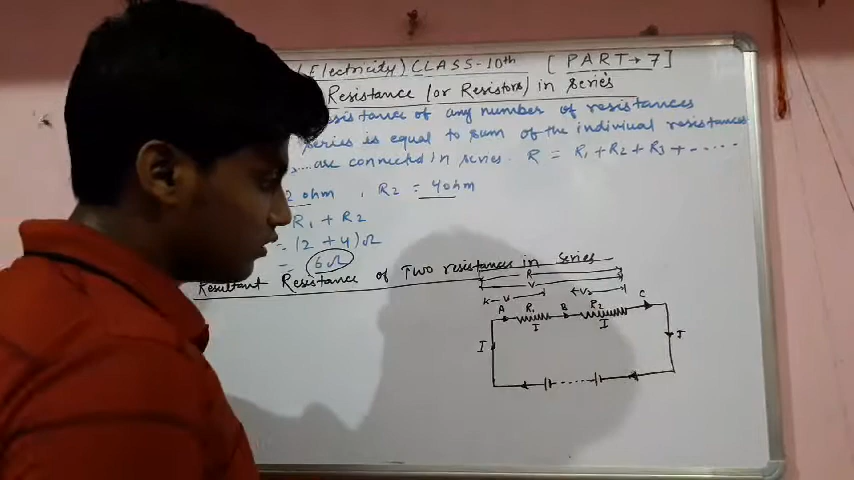 (Electricity) CLASS-10th [PART→7]
Resistance (or Resistors) in series
of any number of resistances
series is equal to sum of the indiviual resistances
are connected in series. R = R1 + R2 + R3 + .....
2 ohm , R2 = 4ohm
R1 + R2
= (2 + 4)Ω
= 6Ω
Resultant Resistance of Two resistances in series
R
V
V V2
A R1 B R2 C
I I
I I